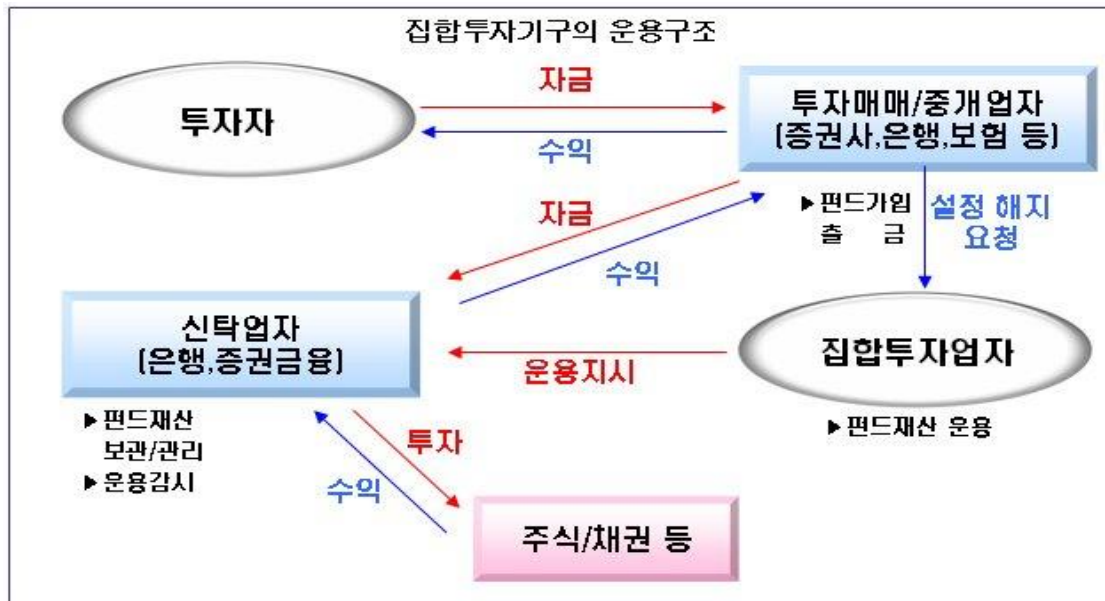 집합투자기구의 운용구조
투자자
자금
수익
투자매매/중개업자
(증권사,은행,보험 등)
자금
수익
▶펀드가입
출 금
설정 해지
요청
신탁업자
(은행,증권금융)
운용지시
집합투자업자
▶펀드재산
보관/관리
▶운용감시
투자
수익
▶펀드재산 운용
주식/채권 등